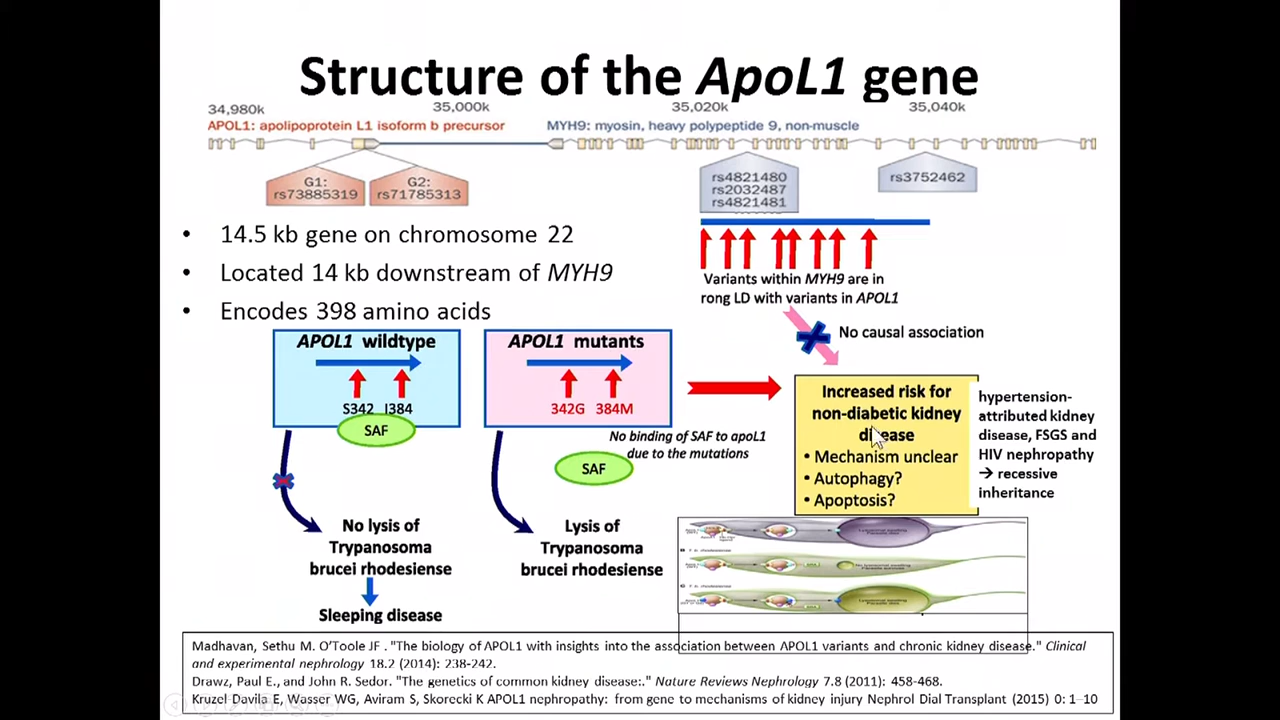 Structure of the ApoL1 gene
34,980k 35,000k 35,020k 35,040k
APOL1: apolipoprotein L1 isoform b precursor MYH9: myosin, heavy polypeptide 9, non-muscle
G1:
rs73885319
G2:
rs71785313
rs4821480
rs2032487
rs4821481
rs3752462
• 14.5 kb gene on chromosome 22
• Located 14 kb downstream of MYH9
• Encodes 398 amino acids
Variants within MYH9 are in
rong LD with variants in APOL1
No causal association
APOL1 wildtype
S342 I384
SAF
APOL1 mutants
342G 384M
No binding of SAF to apoL1
due to the mutations
SAF
Increased risk for
non-diabetic kidney
disease
• Mechanism unclear
• Autophagy?
• Apoptosis?
hypertension-
attributed kidney
disease, FSGS and
HIV nephropathy
→ recessive
inheritance
No lysis of
Trypanosoma
brucei rhodesiense
Sleeping disease
Lysis of
Trypanosoma
brucei rhodesiense
Madhavan, Sethu M. O'Toole JF . "The biology of APOL1 with insights into the association between APOL1 variants and chronic kidney disease." Clinical
and experimental nephrology 18.2 (2014): 238-242.
Drawz, Paul E., and John R. Sedor. "The genetics of common kidney disease:." Nature Reviews Nephrology 7.8 (2011): 458-468.
Kruzel-Davila E, Wasser WG, Aviram S, Skorecki K APOL1 nephropathy: from gene to mechanisms of kidney injury Nephrol Dial Transplant (2015) 0: 1–10